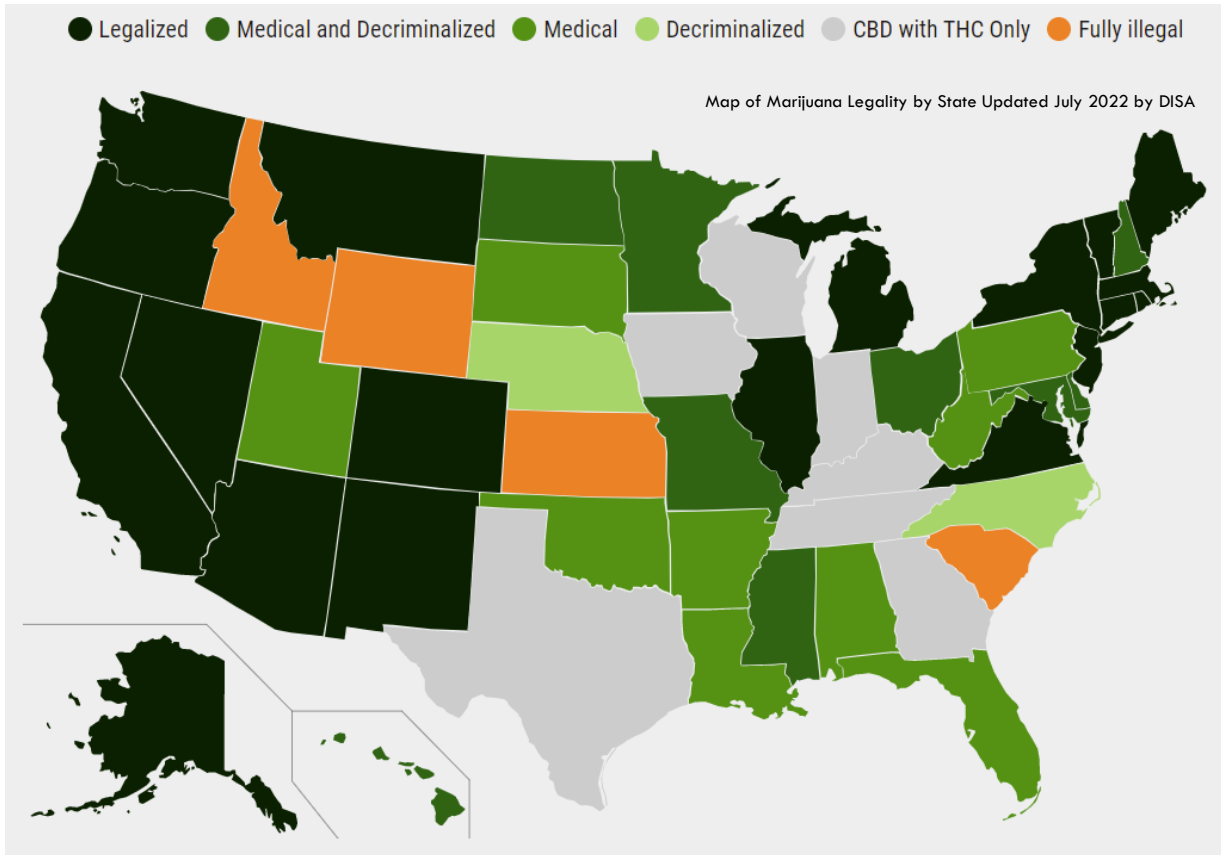 Legalized Medical and Decriminalized Medical Decriminalized CBD with THC Only Fully illegal
Map of Marijuana Legality by State Updated July 2022 by DISA